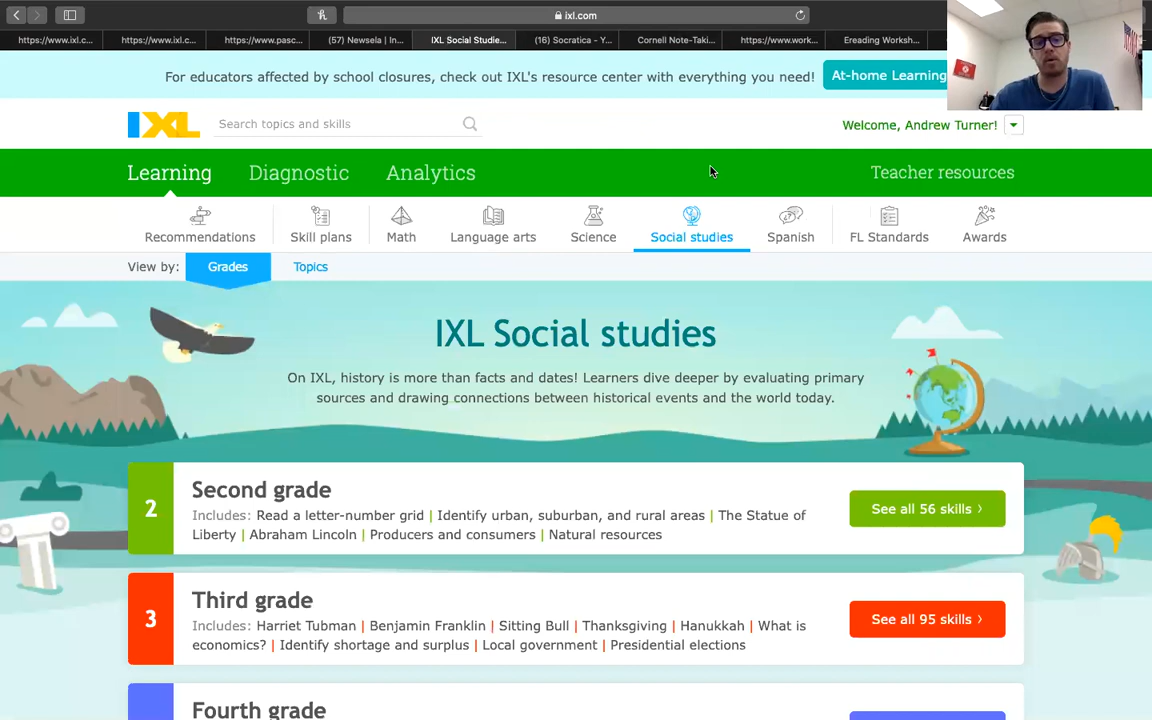 ixl.com
https://www.ixl.c...
https://www.ixl.c...
https://www.pasc...
(57) Newsela | In...
IXL Social Studie...
(16) Socratica - Y...
Cornell Note-Taki...
https://www.work...
Ereading Worksh...
For educators affected by school closures, check out IXL's resource center with everything you need!
At-home Learning
IXL
Search topics and skills
Welcome, Andrew Turner!
Learning
Diagnostic
Analytics
Teacher resources
Recommendations
Skill plans
Math
Language arts
Science
Social studies
Spanish
FL Standards
Awards
View by:
Grades
Topics
IXL Social studies
On IXL, history is more than facts and dates! Learners dive deeper by evaluating primary
sources and drawing connections between historical events and the world today.
2
Second grade
Includes: Read a letter-number grid | Identify urban, suburban, and rural areas | The Statue of
Liberty | Abraham Lincoln | Producers and consumers | Natural resources
See all 56 skills ›
3
Third grade
Includes: Harriet Tubman | Benjamin Franklin | Sitting Bull | Thanksgiving | Hanukkah | What is
economics? | Identify shortage and surplus | Local government | Presidential elections
See all 95 skills ›
Fourth grade